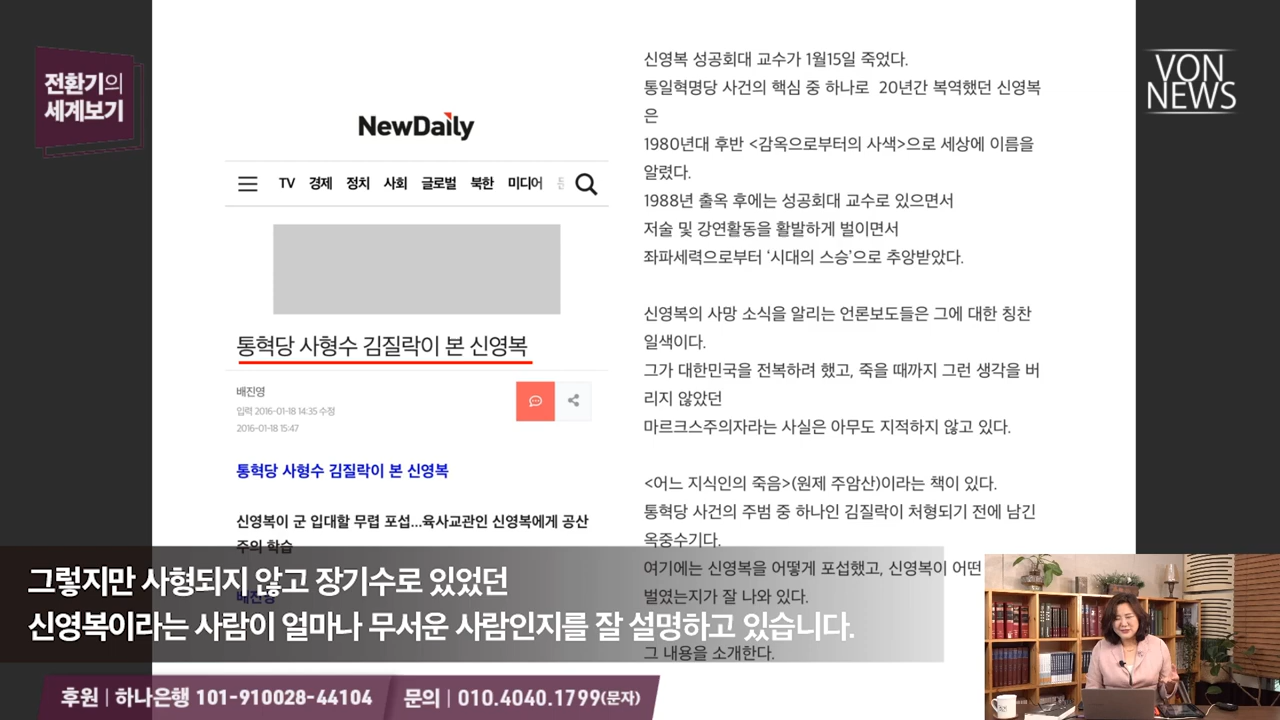 전환기의
세계보기
VON
NEWS
NewDaily
TV 경제 정치 사회 글로벌 북한 미디어
통혁당 사형수 김질락이 본 신영복
배진영
입력 2016-01-18 14:35 수정
2016-01-18 15:47
통혁당 사형수 김질락이 본 신영복
신영복이 군 입대할 무렵 포섭...육사교관인 신영복에게 공산
주의 학습
배진영
신영복 성공회대 교수가 1월15일 죽었다.
통일혁명당 사건의 핵심 중 하나로 20년간 복역했던 신영복
은
1980년대 후반 <감옥으로부터의 사색>으로 세상에 이름을
알렸다.
1988년 출옥 후에는 성공회대 교수로 있으면서
저술 및 강연활동을 활발하게 벌이면서
좌파세력으로부터 ‘시대의 스승’으로 추앙받았다.
신영복의 사망 소식을 알리는 언론보도들은 그에 대한 칭찬
일색이다.
그가 대한민국을 전복하려 했고, 죽을 때까지 그런 생각을 버
리지 않았던
마르크스주의자라는 사실은 아무도 지적하지 않고 있다.
<어느 지식인의 죽음>(원제 주암산)이라는 책이 있다.
통혁당 사건의 주범 중 하나인 김질락이 처형되기 전에 남긴
옥중수기다.
여기에는 신영복을 어떻게 포섭했고, 신영복이 어떤
벌였는지가 잘 나와 있다.
그 내용을 소개한다.
그렇지만 사형되지 않고 장기수로 있었던
신영복이라는 사람이 얼마나 무서운 사람인지를 잘 설명하고 있습니다.
후원 | 하나은행 101-910028-44104 문의 | 010.4040.1799(문자)